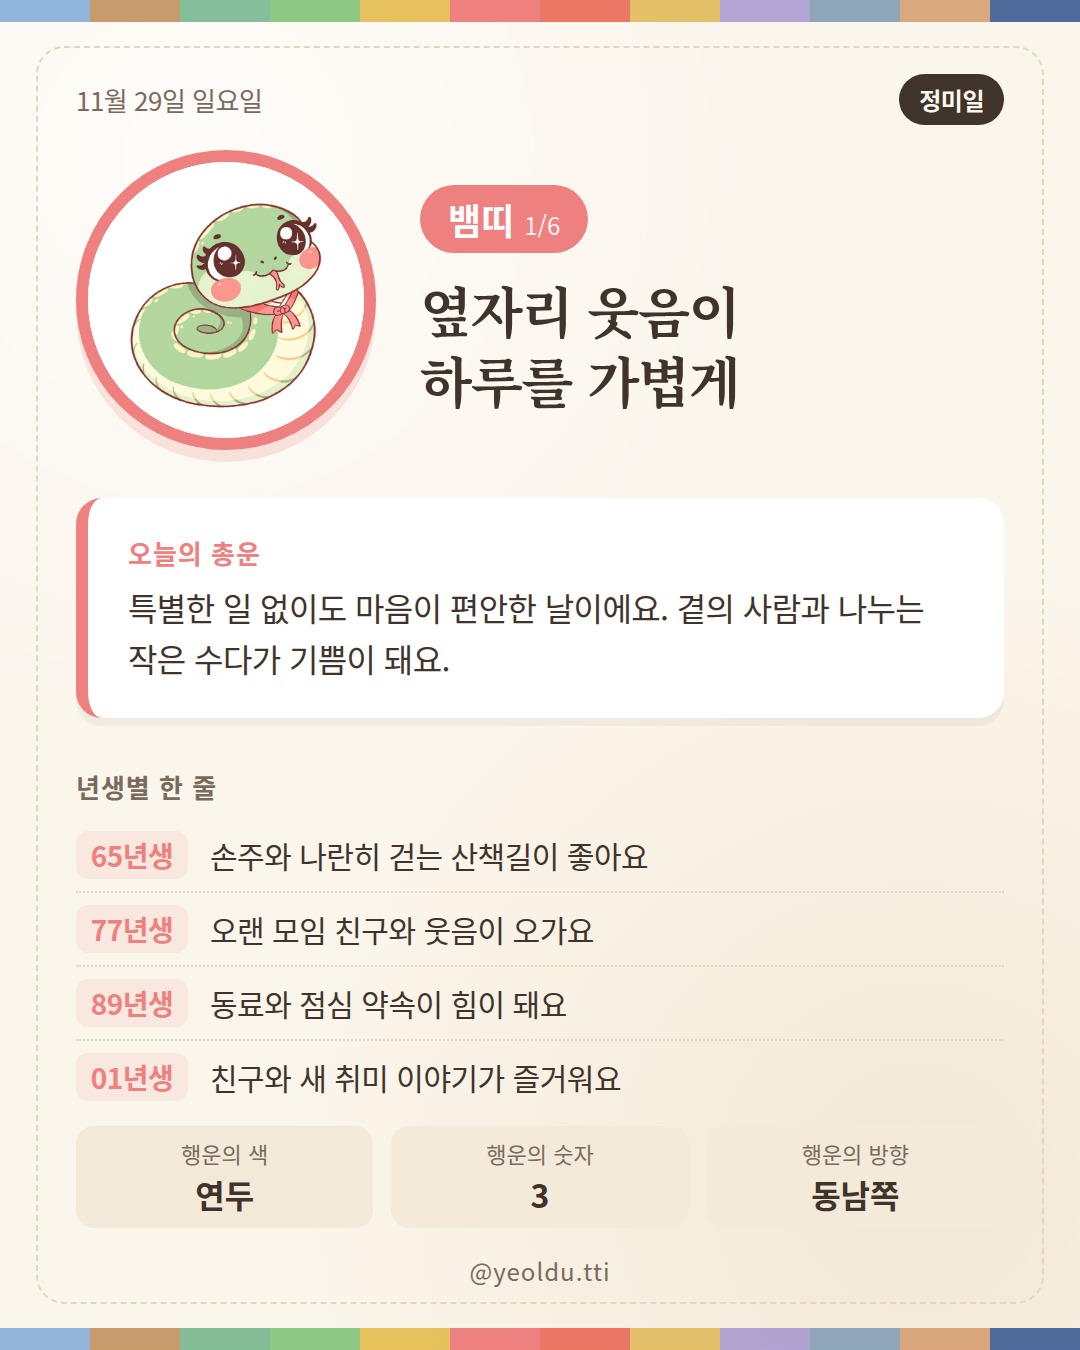 11월 29일 일요일
정미일
뱀띠 1/6
옆자리 웃음이
하루를 가볍게
오늘의 총운
특별한 일 없이도 마음이 편안한 날이에요. 곁의 사람과 나누는
작은 수다가 기쁨이 돼요.
년생별 한 줄
65년생 손주와 나란히 걷는 산책길이 좋아요
77년생 오랜 모임 친구와 웃음이 오가요
89년생 동료와 점심 약속이 힘이 돼요
01년생 친구와 새 취미 이야기가 즐거워요
행운의 색
연두
행운의 숫자
3
행운의 방향
동남쪽
@yeoldu.tti